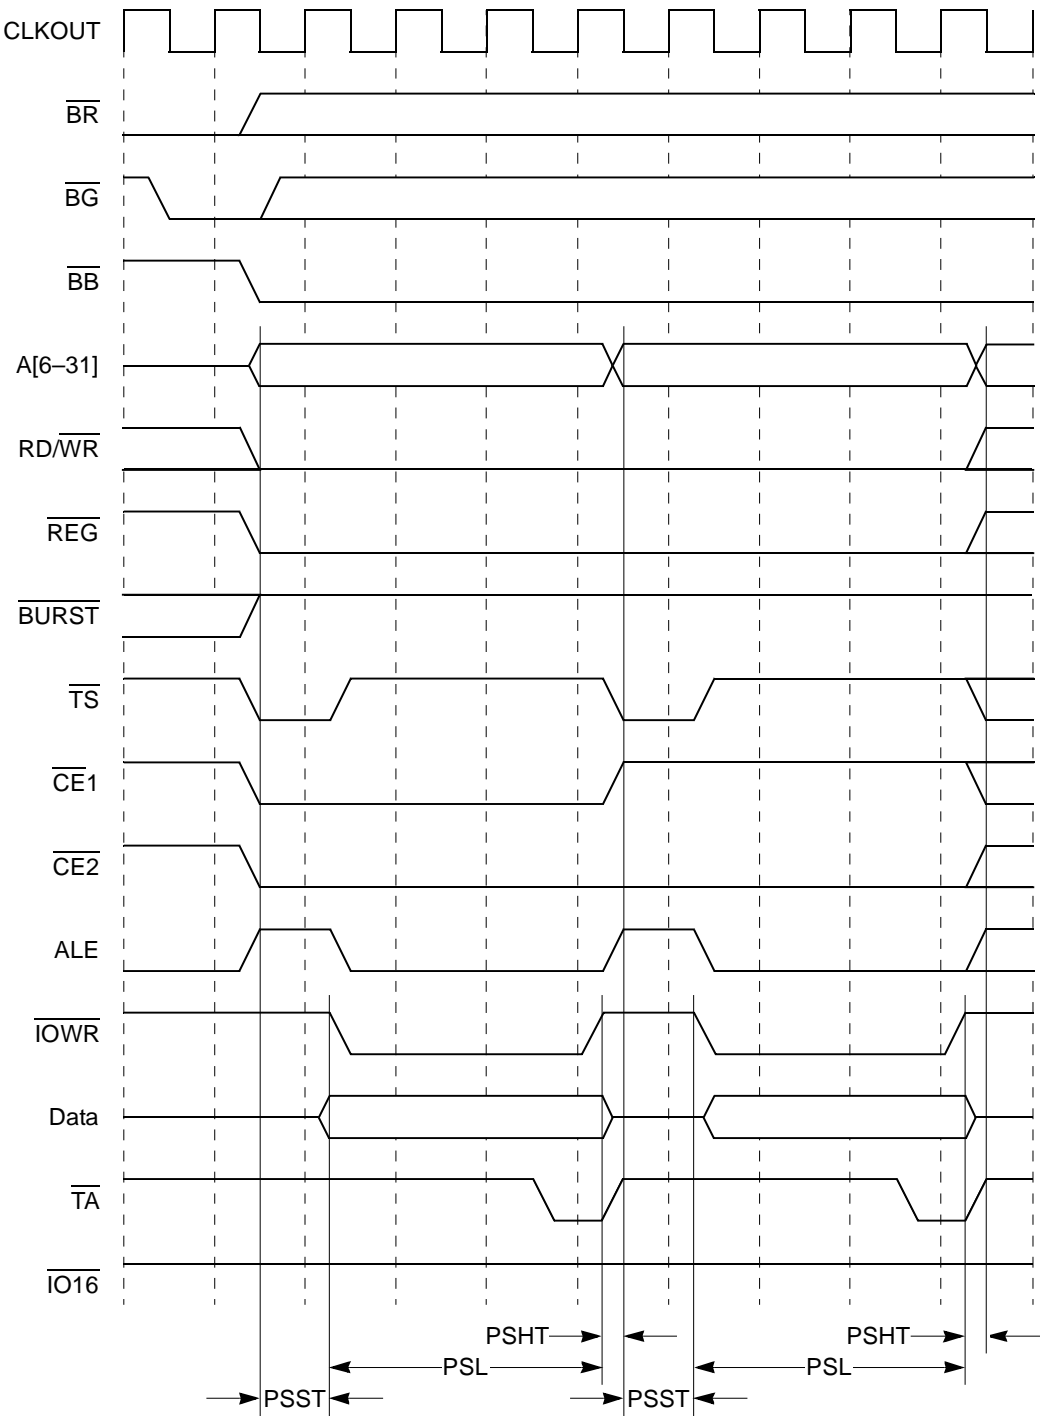 CLKOUT
BR
BG
BB
A[6–31]
RD/WR
REG
BURST
TS
CE1
CE2
ALE
IOWR
Data
TA
IO16
PSHT PSHT
PSL PSL
PSST PSST